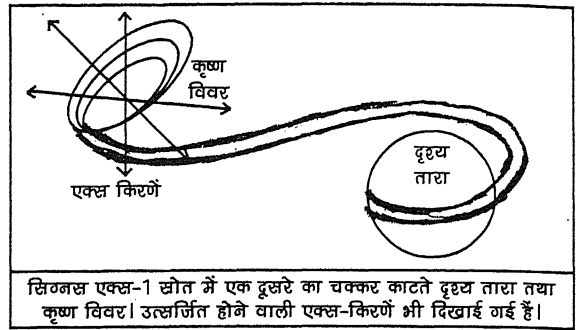 कृष्ण
विवर
दृश्य
तारा
एक्स किरणें
सिग्नस एक्स-1 स्रोत में एक दूसरे का चक्कर काटते दृश्य तारा तथा
कृष्ण विवर। उत्सर्जित होने वाली एक्स-किरणें भी दिखाई गई हैं।